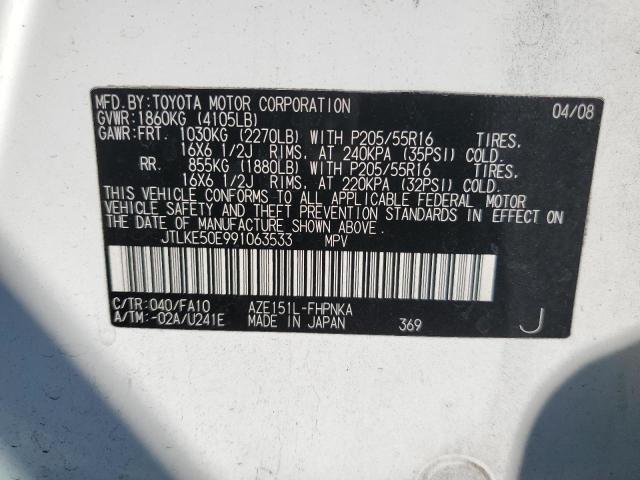 MFD.BY:TOYOTA MOTOR CORPORATION 04/08
GVWR:1860KG (4105LB)
GAWR:FRT. 1030KG (2270LB) WITH P205/55R16 TIRES,
16X6 1/2J RIMS, AT 240KPA (35PSI) COLD.
RR. 855KG (1880LB) WITH P205/55R16 TIRES,
16X6 1/2J RIMS, AT 220KPA (32PSI) COLD.
THIS VEHICLE CONFORMS TO ALL APPLICABLE FEDERAL MOTOR
VEHICLE SAFETY AND THEFT PREVENTION STANDARDS IN EFFECT ON
THE DATE OF MANUFACTURE SHOWN ABOVE.
JTLKE50E991063533 MPV
C/TR:040/FA10 AZE151L-FHPNKA
A/TM:-02A/U241E MADE IN JAPAN 369 J